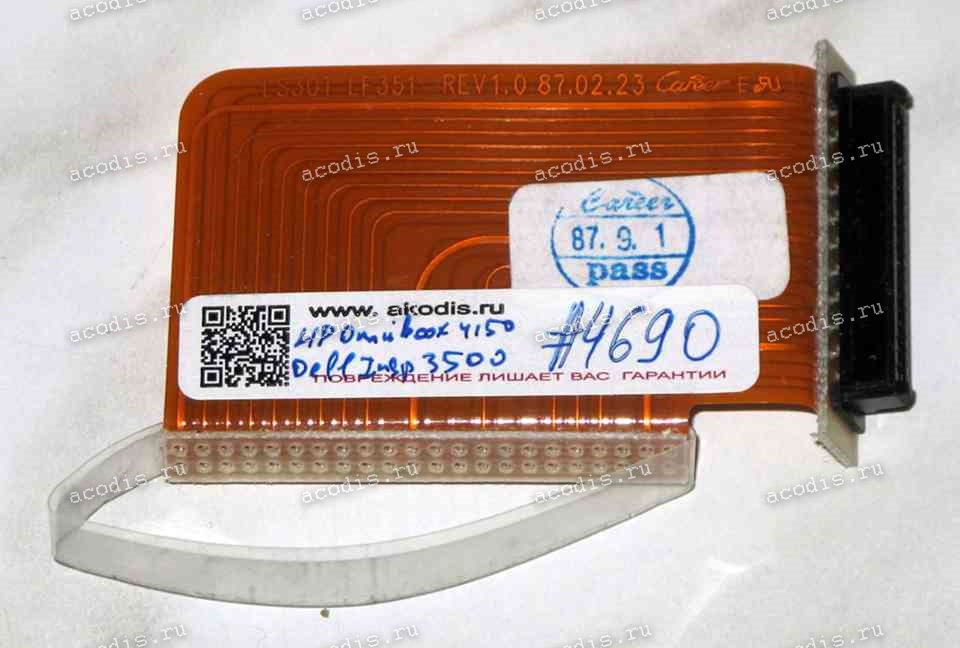 LS301 LF351 REV1.0 87.02.23 Career E
Career
87.9.1
pass
www.akodis.ru
HP Omnibook 4150
Dell Insp 3500
#4690
ПОВРЕЖДЕНИЕ ЛИШАЕТ ВАС ГАРАНТИИ
acodis.ru